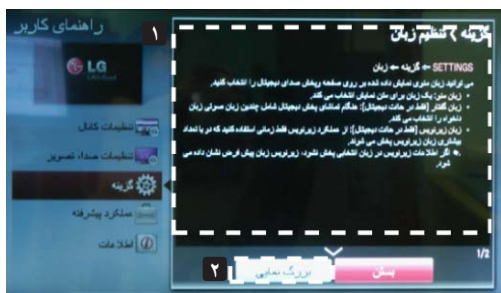 راهنمای کاربر
۱
LG
تنظیمات کانال
تنظیمات صدا، تصویر
گزینه
عملکرد پیشرفته
اطلاعات
گزینه > تنظیم زبان
SETTINGS ← گزینه ← زبان
می توانید زبان منوی نمایش داده شده بر روی صفحه وپخش صدای دیجیتال را انتخاب کنید.
• زبان منو: یک زبان برای متن نمایش انتخاب می کند.
• زبان گفتار [فقط در حالت دیجیتال]: هنگام تماشای پخش دیجیتال شامل چندین زبان صوتی زبان
دلخواه را انتخاب می کند.
• زبان زیرنویس [فقط در حالت دیجیتال]: از عملکرد زیرنویس فقط زمانی استفاده کنید که دو یا تعداد
بیشتری زبان زیرنویس پخش می شوند.
اگر اطلاعات زیرنویس در زبان انتخابی پخش نشود، زیرنویس زبان پیش فرض نشان داده می
شود.
1/2
بستن
بزرگ نمایی
۲